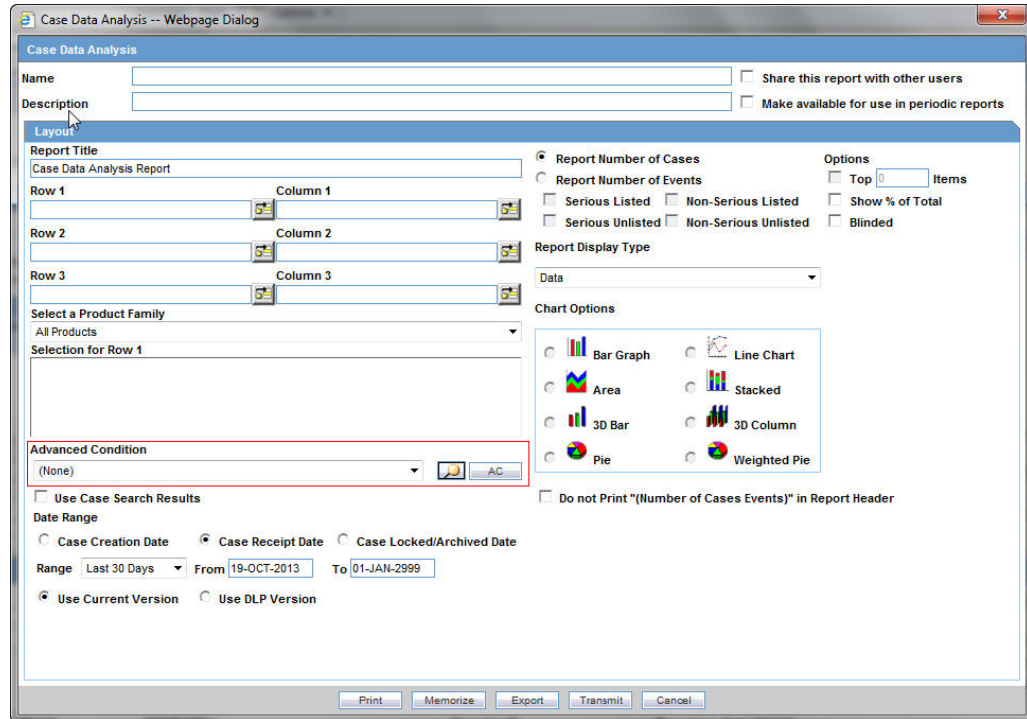 Case Data Analysis -- Webpage Dialog
Case Data Analysis
Name
Share this report with other users
Description
Make available for use in periodic reports
Layout
Report Title
Case Data Analysis Report
Row 1
Column 1
Row 2
Column 2
Row 3
Column 3
Select a Product Family
All Products
Selection for Row 1
Advanced Condition
(None)
AC
Use Case Search Results
Date Range
Case Creation Date
Case Receipt Date
Case Locked/Archived Date
Range
Last 30 Days
From
19-OCT-2013
To
01-JAN-2999
Use Current Version
Use DLP Version
Report Number of Cases
Report Number of Events
Serious Listed
Non-Serious Listed
Serious Unlisted
Non-Serious Unlisted
Options
Top 0 Items
Show % of Total
Blinded
Report Display Type
Data
Chart Options
Bar Graph
Line Chart
Area
Stacked
3D Bar
3D Column
Pie
Weighted Pie
Do not Print "(Number of Cases Events)" in Report Header
Print
Memorize
Export
Transmit
Cancel